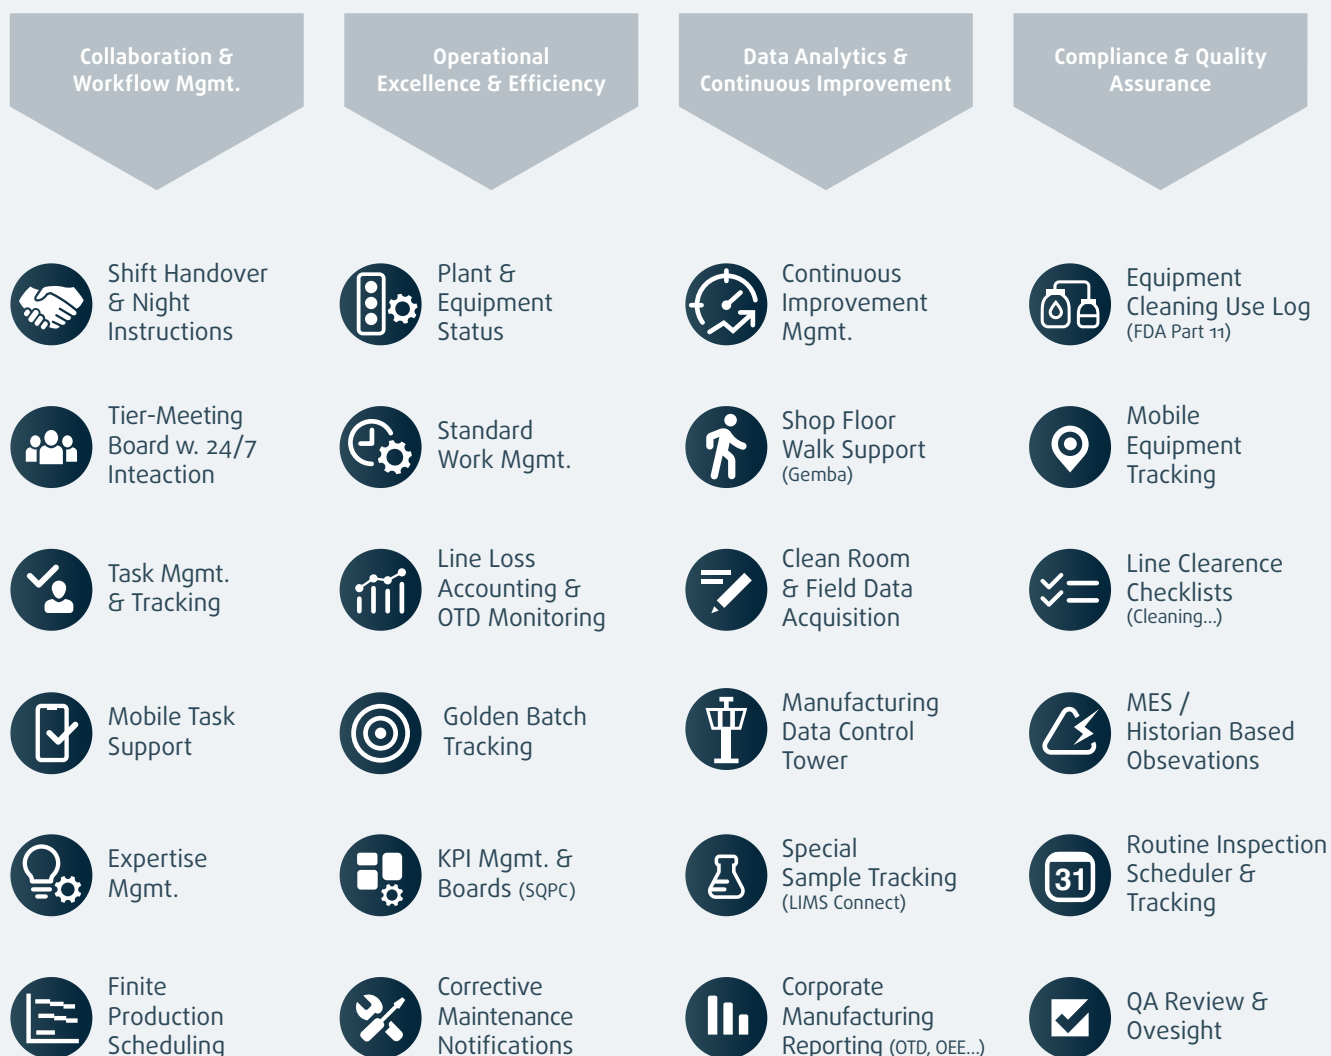 Collaboration &
Workflow Mgmt.
Operational
Excellence & Efficiency
Data Analytics &
Continuous Improvement
Compliance & Quality
Assurance
Shift Handover
& Night
Instructions
Tier-Meeting
Board w. 24/7
Inteaction
Task Mgmt.
& Tracking
Mobile Task
Support
Expertise
Mgmt.
Finite
Production
Scheduling
Plant &
Equipment
Status
Standard
Work Mgmt.
Line Loss
Accounting &
OTD Monitoring
Golden Batch
Tracking
KPI Mgmt. &
Boards (SQPC)
Corrective
Maintenance
Notifications
Continuous
Improvement
Mgmt.
Shop Floor
Walk Support
(Gemba)
Clean Room
& Field Data
Acquisition
Manufacturing
Data Control
Tower
Special
Sample Tracking
(LIMS Connect)
Corporate
Manufacturing
Reporting (OTD, OEE...)
Equipment
Cleaning Use Log
(FDA Part 11)
Mobile
Equipment
Tracking
Line Clearence
Checklists
(Cleaning...)
MES /
Historian Based
Obsevations
31
Routine Inspection
Scheduler &
Tracking
QA Review &
Ovesight